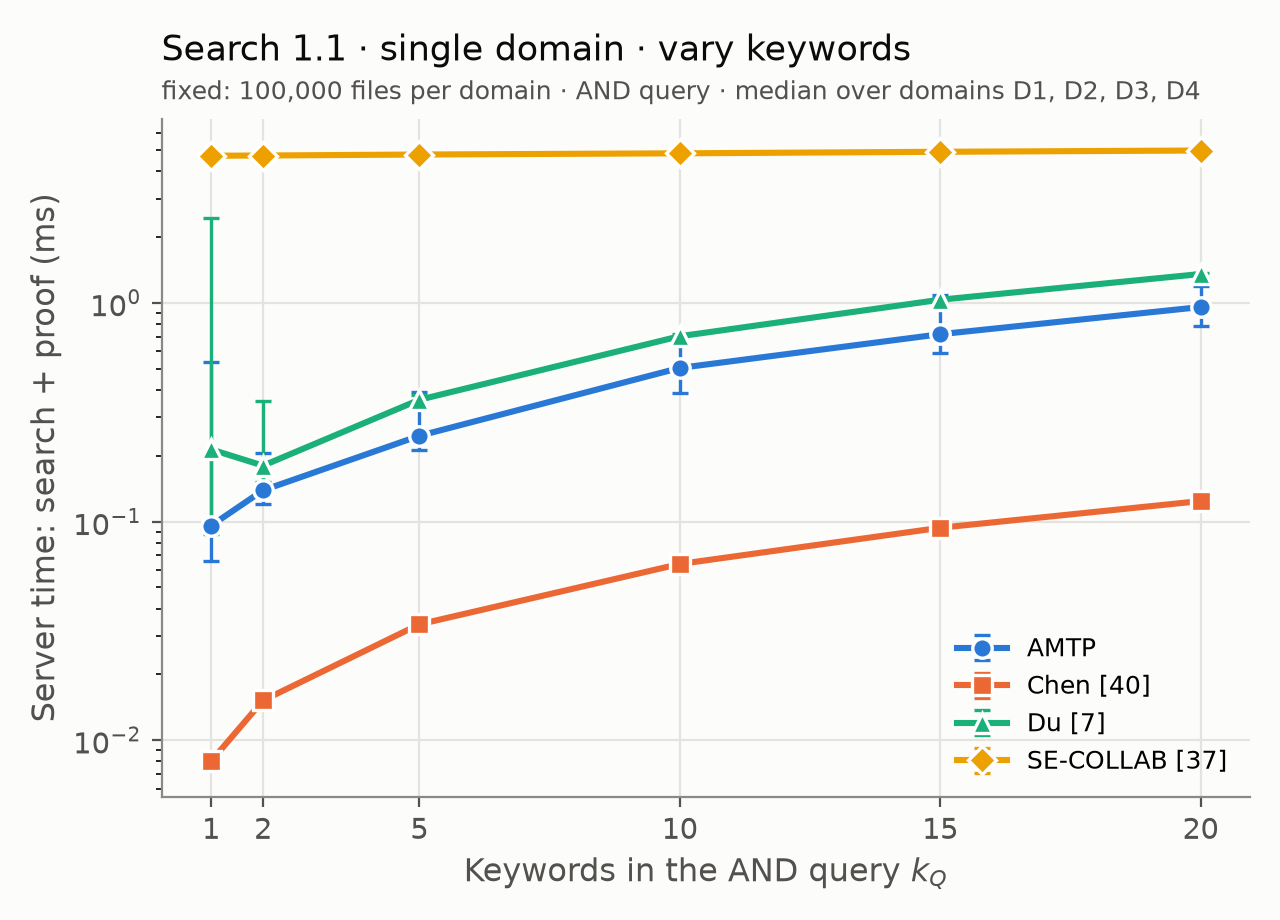 Search 1.1 · single domain · vary keywords
fixed: 100,000 files per domain · AND query · median over domains D1, D2, D3, D4
Server time: search + proof (ms)
10⁰
10⁻¹
10⁻²
AMTP
Chen [40]
Du [7]
SE-COLLAB [37]
1 2 5 10 15 20
Keywords in the AND query k_Q